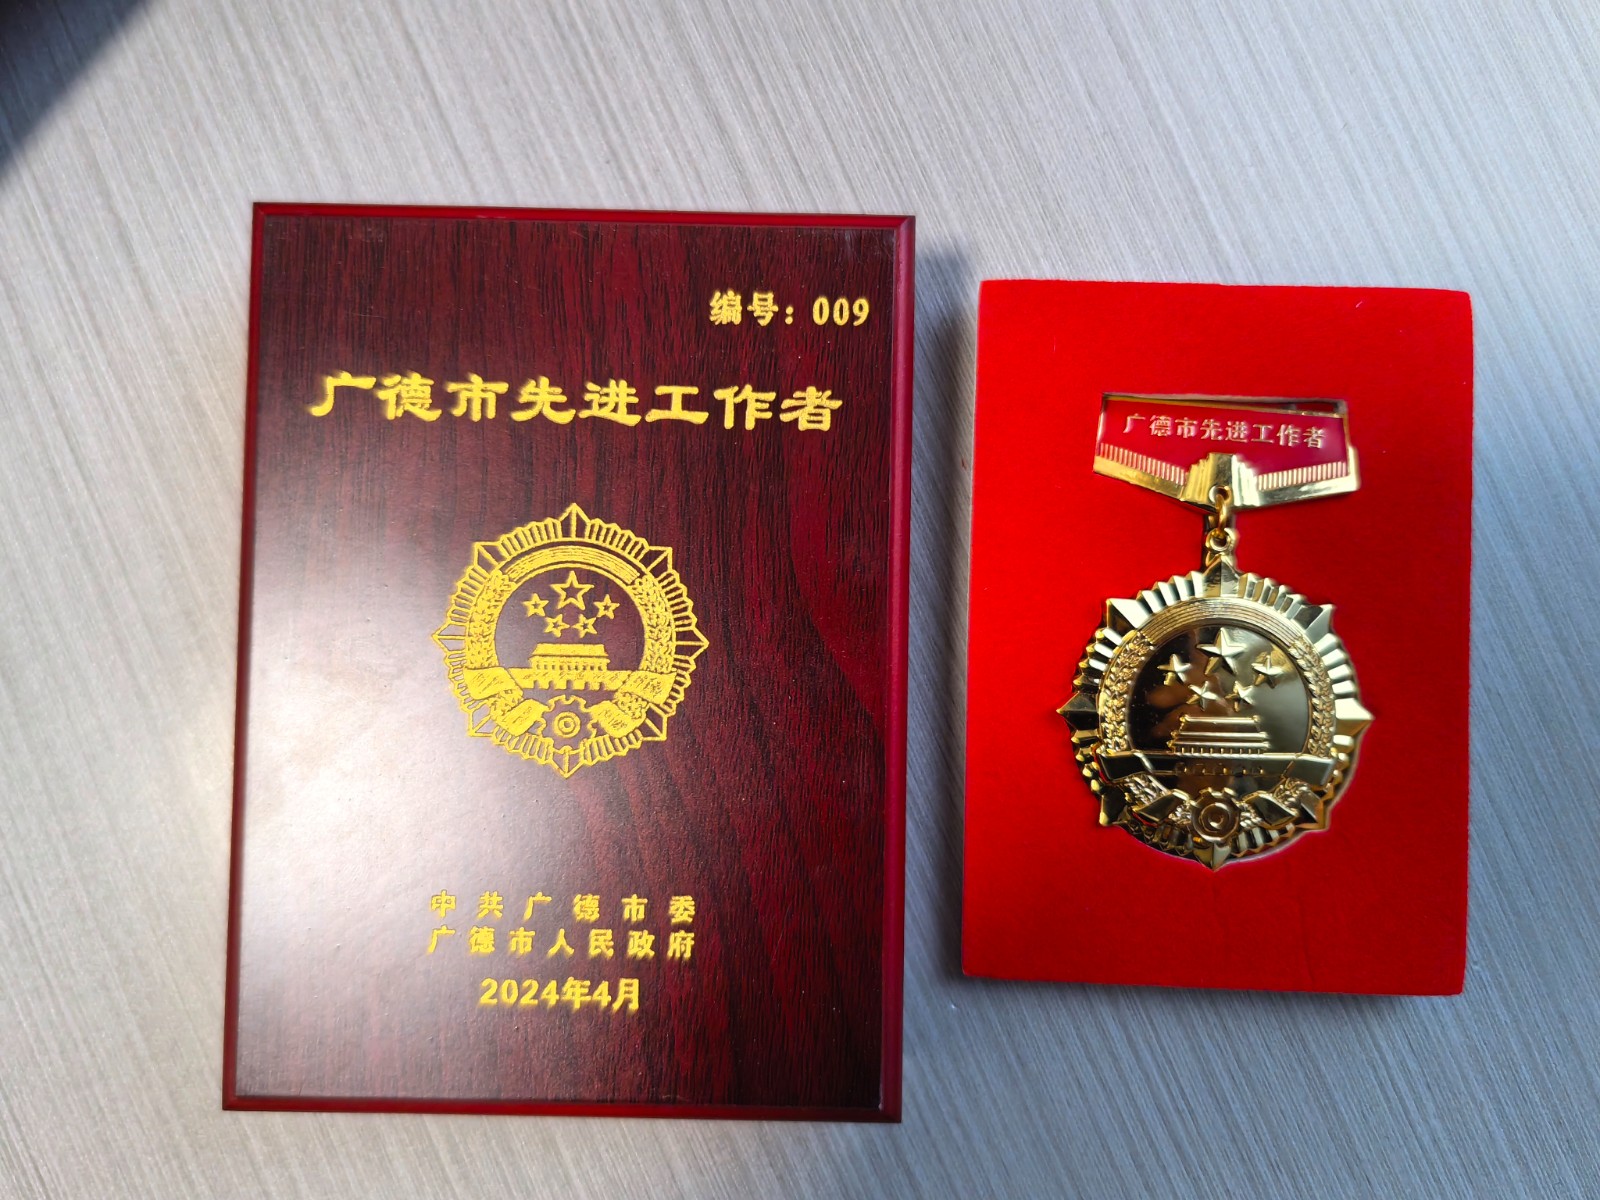 编号：009
广德市先进工作者
中共广德市委
广德市人民政府
2024年4月
广德市先进工作者